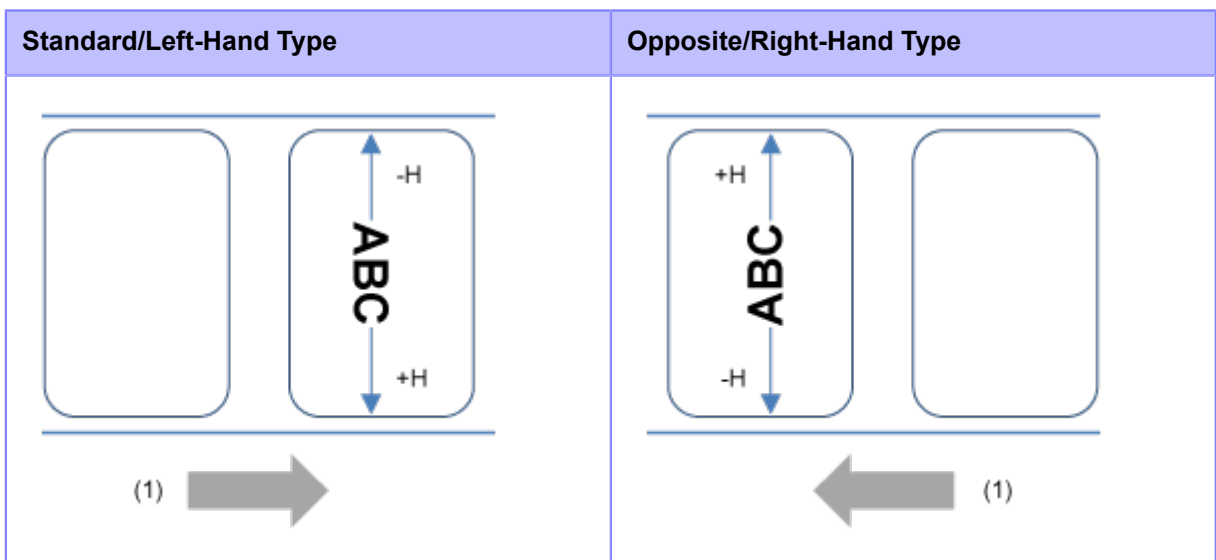 Standard/Left-Hand Type
Opposite/Right-Hand Type
-H
ABC
+H
(1)
+H
ABC
-H
(1)